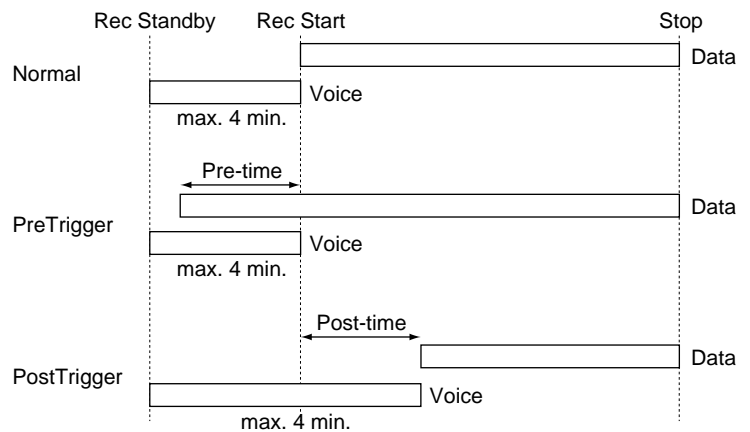 Rec Standby Rec Start Stop
Data
Normal
Voice
max. 4 min.
Pre-time
Data
PreTrigger
Voice
max. 4 min.
Post-time
Data
PostTrigger
Voice
max. 4 min.